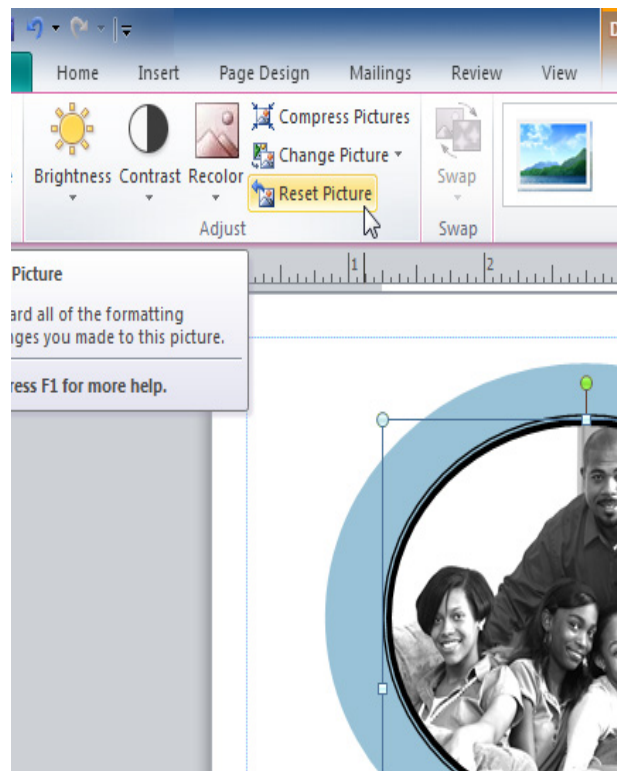 D
Home Insert Page Design Mailings Review View
Compress Pictures
Change Picture
Brightness Contrast Recolor
Reset Picture
Swap
Adjust Swap
1 2
Picture
ard all of the formatting
ges you made to this picture.
ress F1 for more help.